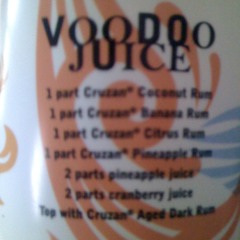 VOODOO
JUICE
1 part Cruzan® Coconut Rum
1 part Cruzan® Banana Rum
1 part Cruzan® Citrus Rum
1 part Cruzan® Pineapple Rum
2 parts pineapple juice
2 parts cranberry juice
Top with Cruzan® Aged Dark Rum